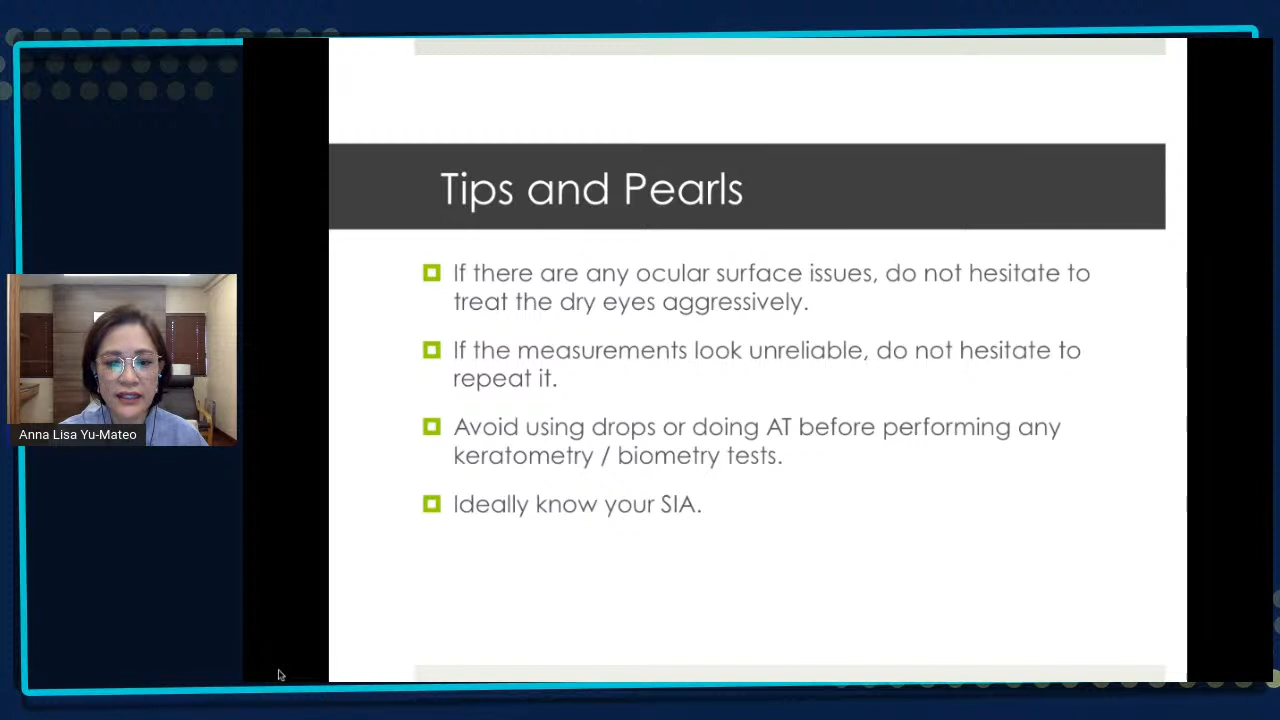 Tips and Pearls
If there are any ocular surface issues, do not hesitate to
treat the dry eyes aggressively.
If the measurements look unreliable, do not hesitate to
repeat it.
Avoid using drops or doing AT before performing any
keratometry / biometry tests.
Ideally know your SIA.
Anna Lisa Yu-Mateo